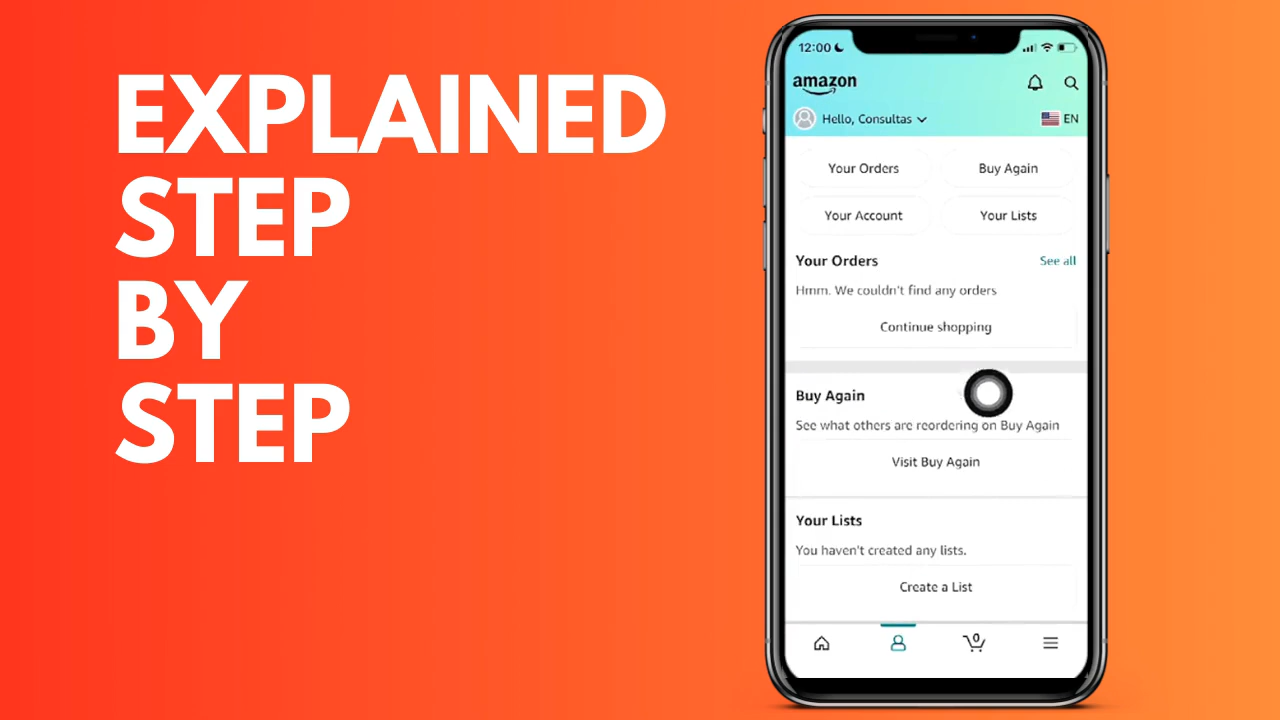 EXPLAINED
STEP
BY
STEP
12:00
amazon
Hello, Consultas
EN
Your Orders
Buy Again
Your Account
Your Lists
Your Orders
See all
Hmm. We couldn't find any orders
Continue shopping
Buy Again
See what others are reordering on Buy Again
Visit Buy Again
Your Lists
You haven't created any lists.
Create a List
0